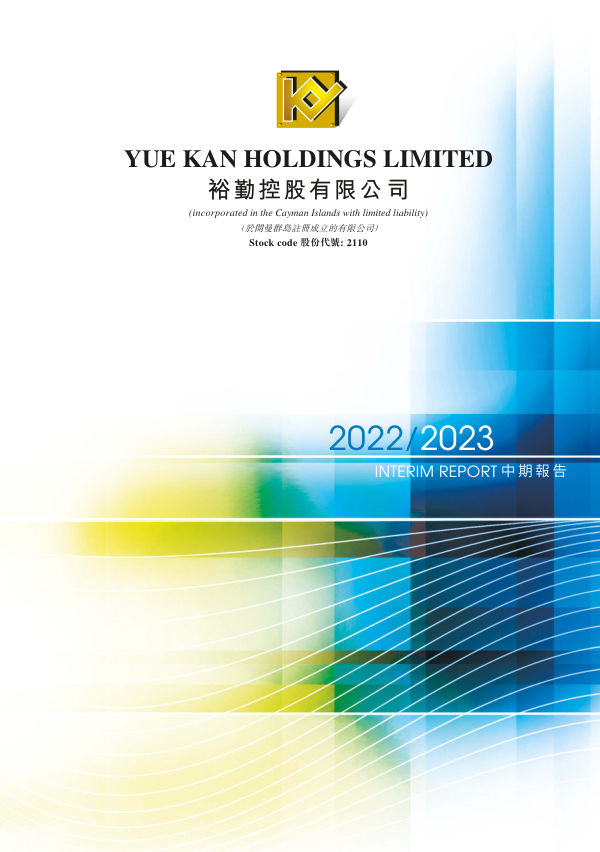 KY
YUE KAN HOLDINGS LIMITED
裕勤控股有限公司
(incorporated in the Cayman Islands with limited liability)
(於開曼群島註冊成立的有限公司)
Stock code 股份代號: 2110
2022/2023
INTERIM REPORT 中期報告